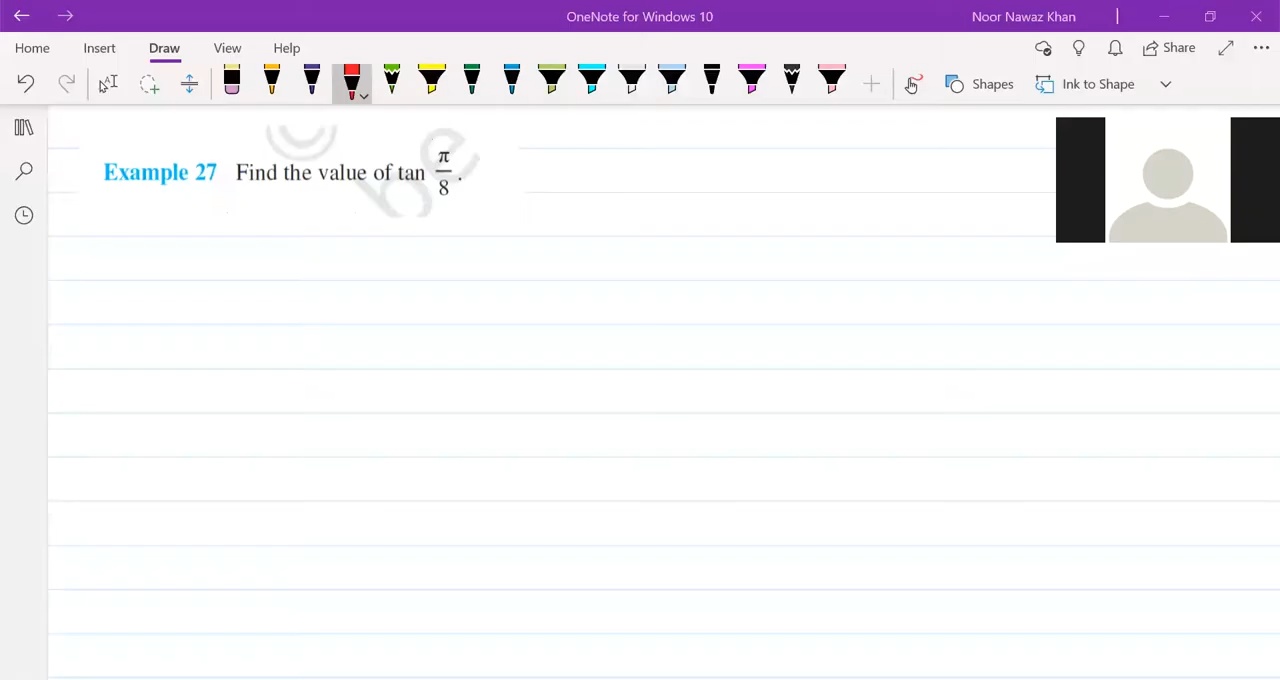 OneNote for Windows 10
Noor Nawaz Khan
Home Insert Draw View Help
Share
Shapes
Ink to Shape
Example 27 Find the value of tan π/8.
© be